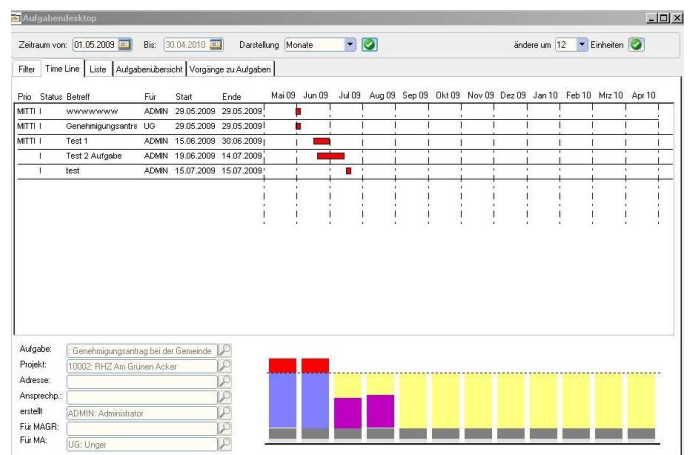 Aufgabendesktop
Zeitraum von: 01.05.2009 Bis: 30.04.2010 Darstellung Monate ändere um 12 Einheiten
Filter Time Line Liste Aufgabenübersicht Vorgänge zu Aufgaben
Prio Status Betreff Für Start Ende Mai 09 Jun 09 Jul 09 Aug 09 Sep 09 Okt 09 Nov 09 Dez 09 Jan 10 Feb 10 Mrz 10 Apr 10
MITTI I wwwwwww ADMIN 29.05.2009 29.05.2009
MITTI I Genehmigungsantra UG 29.05.2009 29.05.2009
MITTI I Test 1 ADMIN 15.06.2009 30.06.2009
I Test 2 Aufgabe ADMIN 19.06.2009 14.07.2009
I test ADMIN 15.07.2009 15.07.2009
Aufgabe: : Genehmigungsantrag bei der Gemeinde
Projekt: 10002: RHZ Am Grünen Acker
Adresse:
Ansprechp.:
erstellt ADMIN: Administrator
Für MAGR:
Für MA: UG: Unger